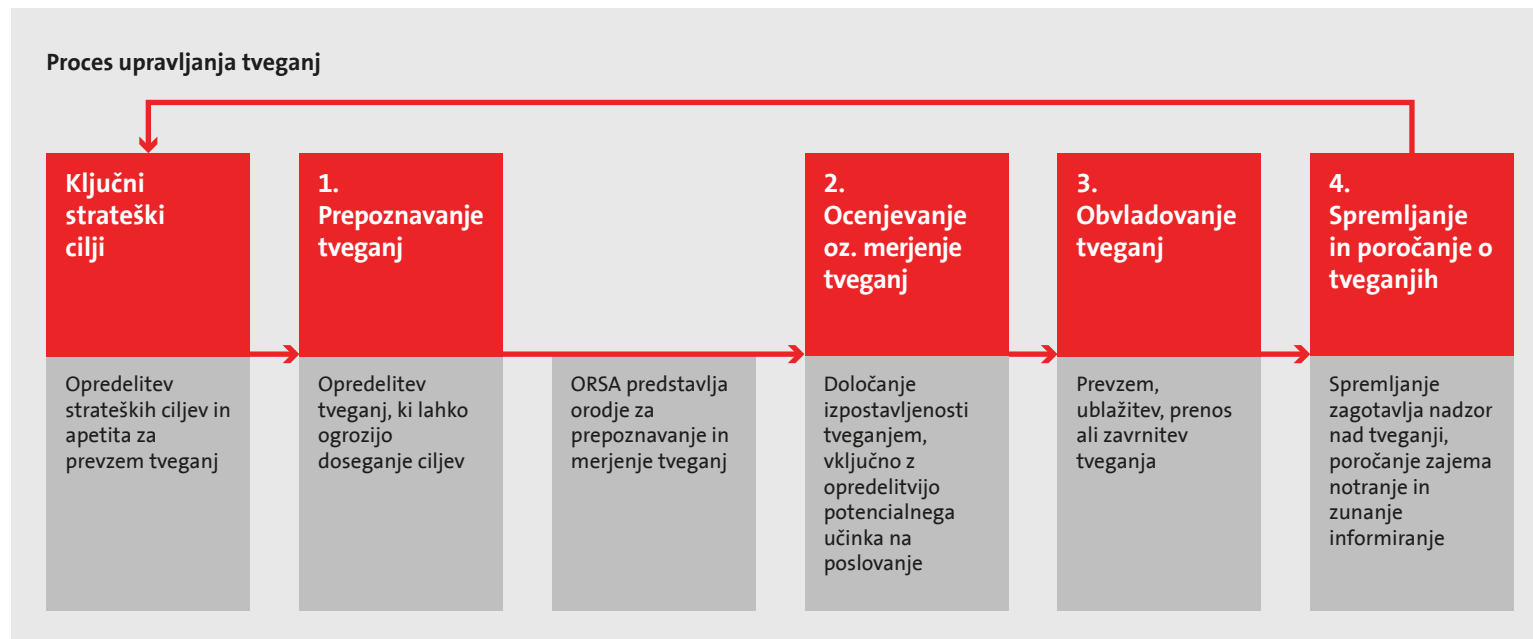 Proces upravljanja tveganj
Ključni
strateški
cilji
Opredelitev
strateških ciljev in
apetita za
prevzem tveganj
1.
Prepoznavanje
tveganj
Opredelitev
tveganj, ki lahko
ogrozijo
doseganje ciljev
ORSA predstavlja
orodje za
prepoznavanje in
merjenje tveganj
2.
Ocenjevanje
oz. merjenje
tveganj
Določanje
izpostavljenosti
tveganjem,
vključno z
opredelitvijo
potencialnega
učinka na
poslovanje
3.
Obvladovanje
tveganj
Prevzem,
ublažitev, prenos
ali zavrnitev
tveganja
4.
Spremljanje
in poročanje o
tveganjih
Spremljanje
zagotavlja nadzor
nad tveganji,
poročanje zajema
notranje in
zunanje
informiranje